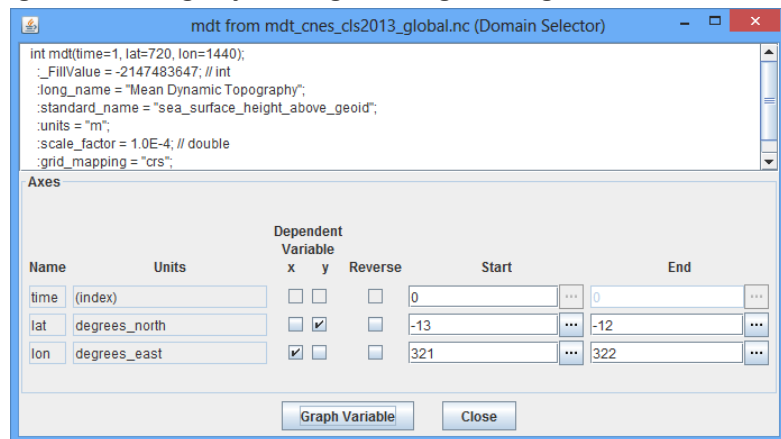 mdt from mdt_cnes_cls2013_global.nc (Domain Selector)
int mdt(time=1, lat=720, lon=1440);
:_FillValue = -2147483647; // int
:long_name = "Mean Dynamic Topography";
:standard_name = "sea_surface_height_above_geoid";
:units = "m";
:scale_factor = 1.0E-4; // double
:grid_mapping = "crs";
Axes
Dependent
Variable
Name Units x y Reverse Start End
time (index) 0 ... 0 ...
lat degrees_north -13 ... -12 ...
lon degrees_east 321 ... 322 ...
Graph Variable Close